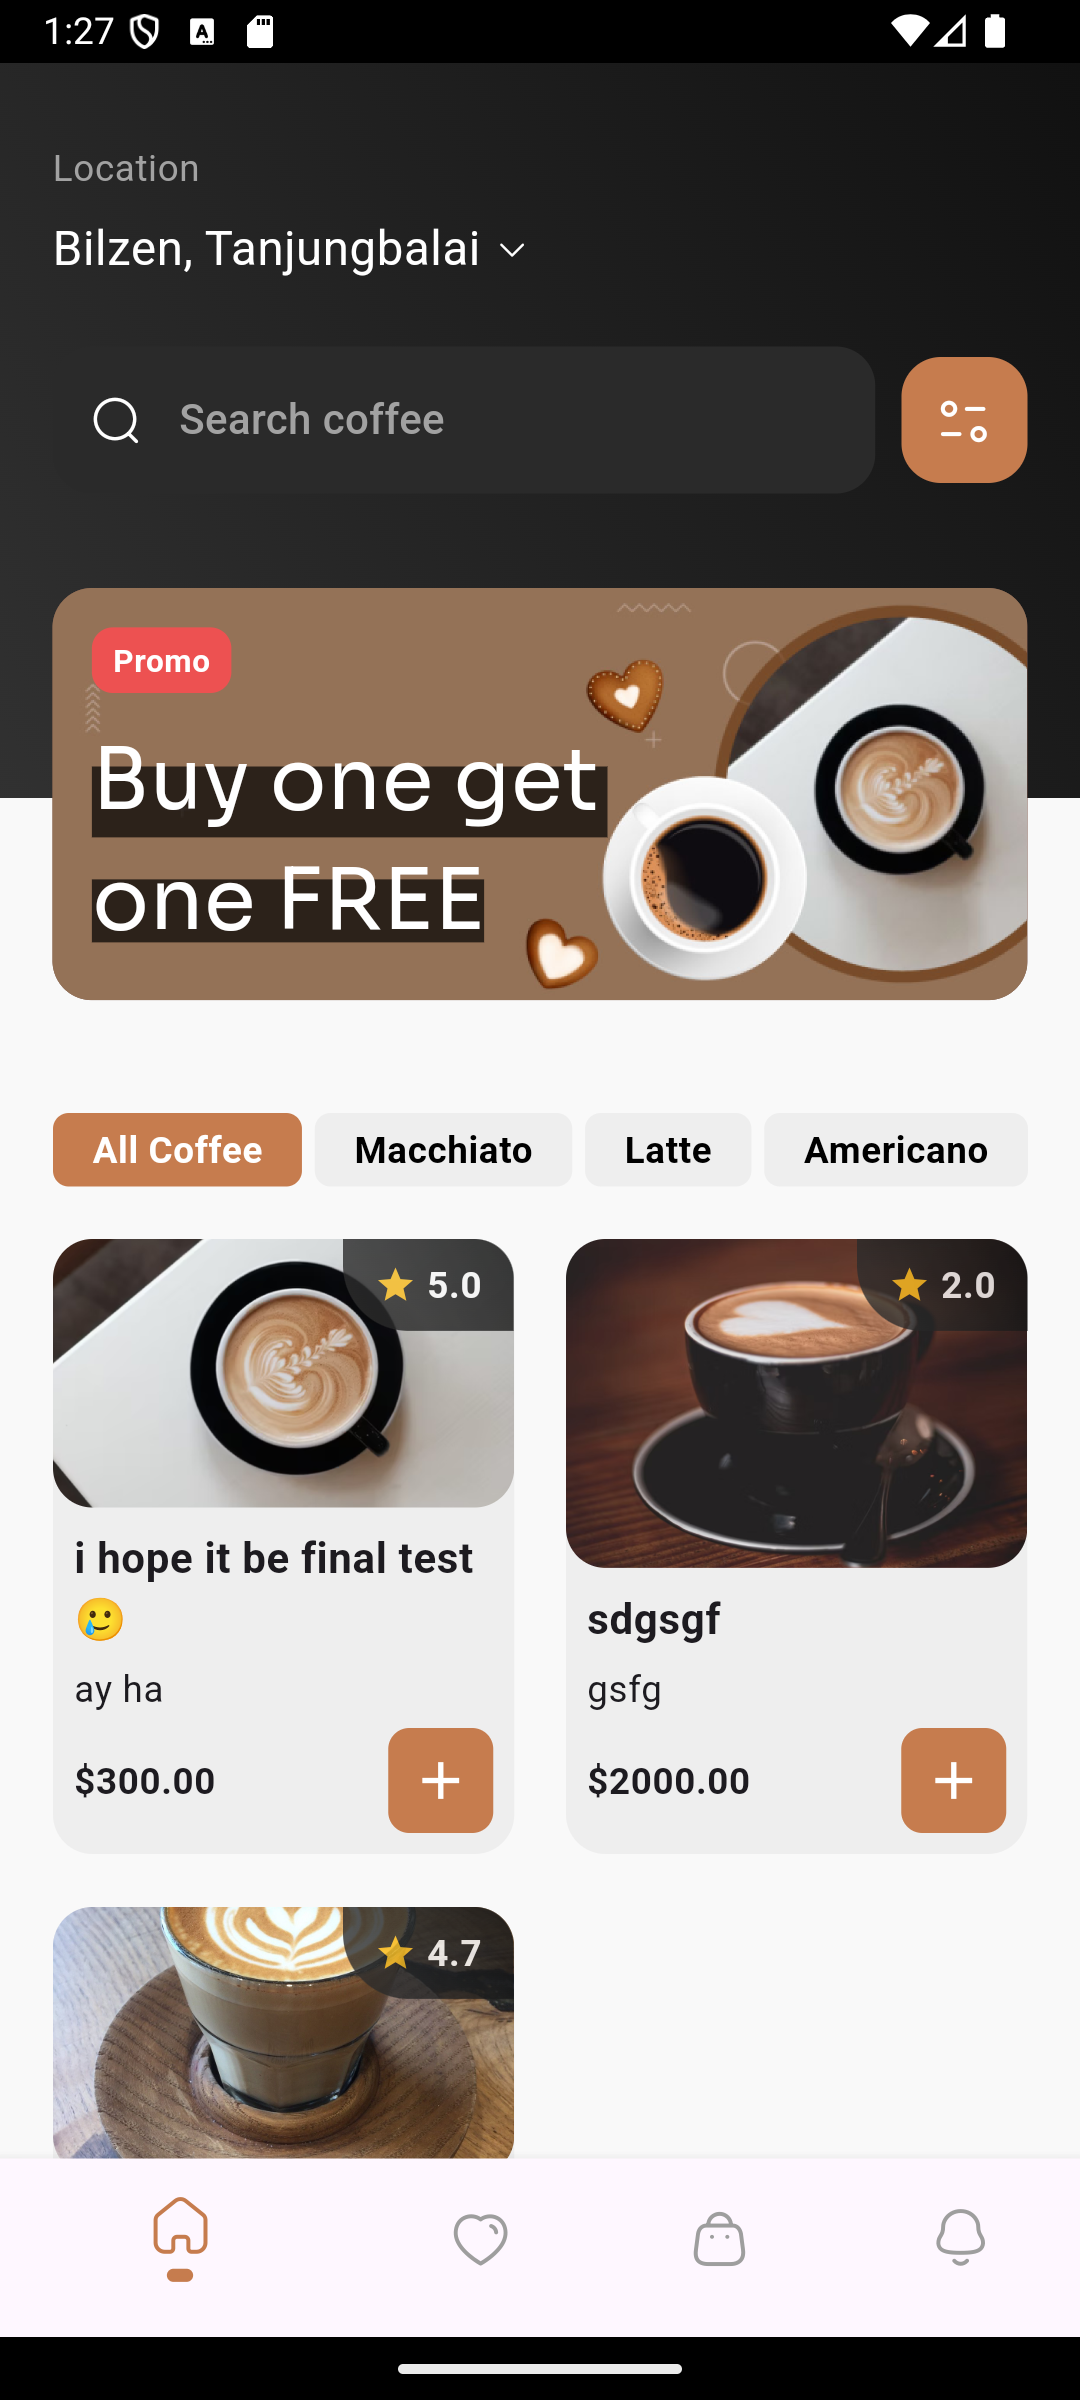 1:27
Location
Bilzen, Tanjungbalai
Search coffee
Promo
Buy one get
one FREE
All Coffee
Macchiato
Latte
Americano
5.0
i hope it be final test
🥲
ay ha
$300.00
2.0
sdgsgf
gsfg
$2000.00
4.7